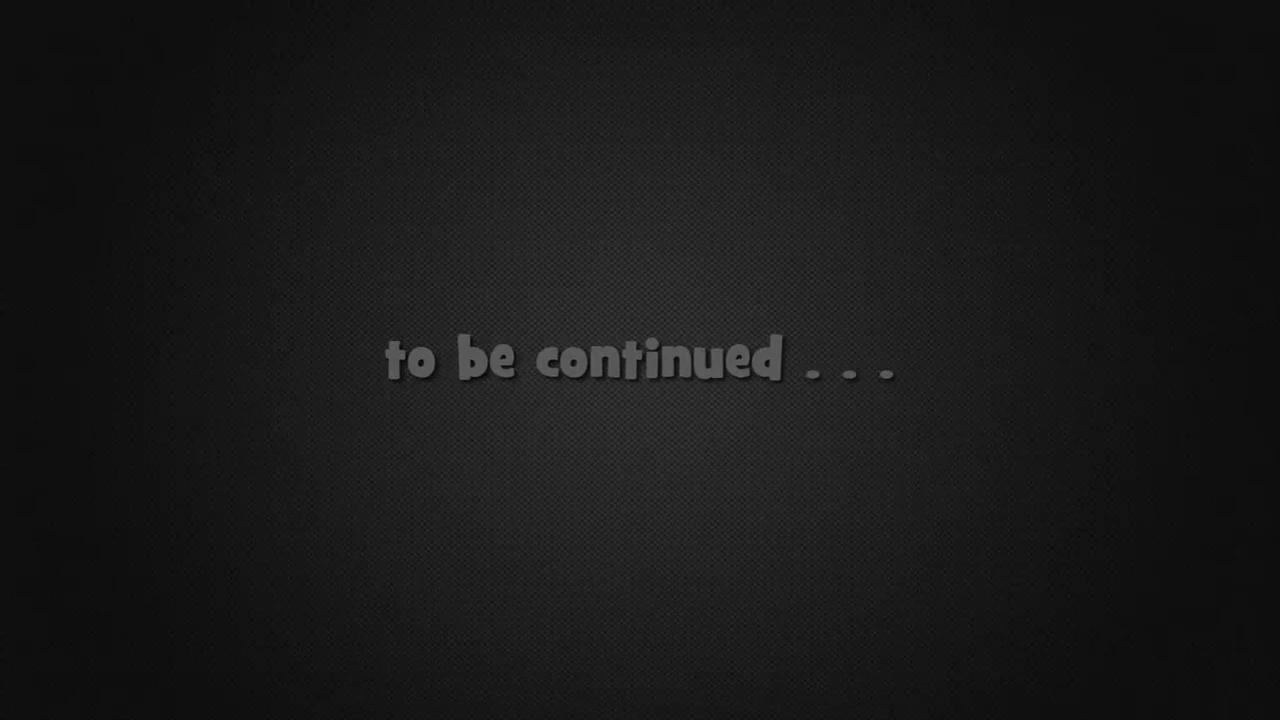 to be continued . . .